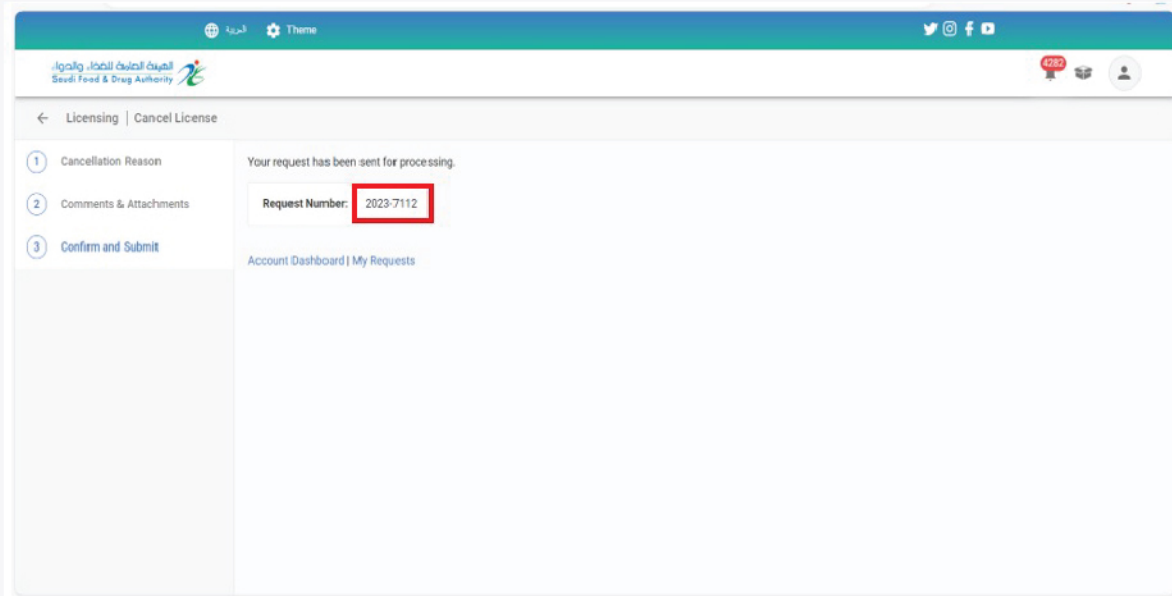 العربية
Theme
الهيئة العامة للغذاء والدواء
Saudi Food & Drug Authority
4282
Licensing | Cancel License
1 Cancellation Reason
2 Comments & Attachments
3 Confirm and Submit
Your request has been sent for processing.
Request Number: 2023-7112
Account Dashboard | My Requests